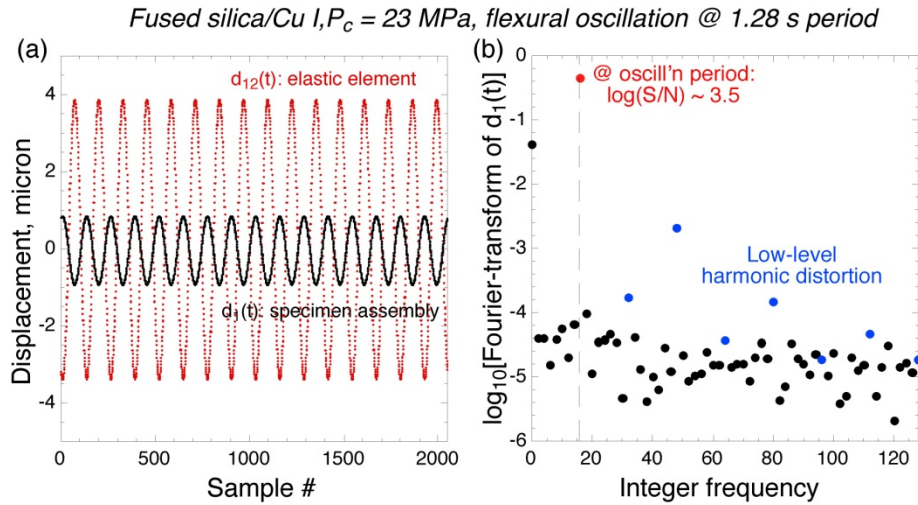 Fused silica/Cu I,Pc = 23 MPa, flexural oscillation @ 1.28 s period
(a)
d12(t): elastic element
d1(t): specimen assembly
Displacement, micron
4
2
0
-2
-4
0
500
1000
1500
2000
Sample #
(b)
@ oscill'n period:
log(S/N) ~ 3.5
Low-level
harmonic distortion
log10[Fourier-transform of d1(t)]
-0
-1
-2
-3
-4
-5
-6
0
20
40
60
80
100
120
Integer frequency